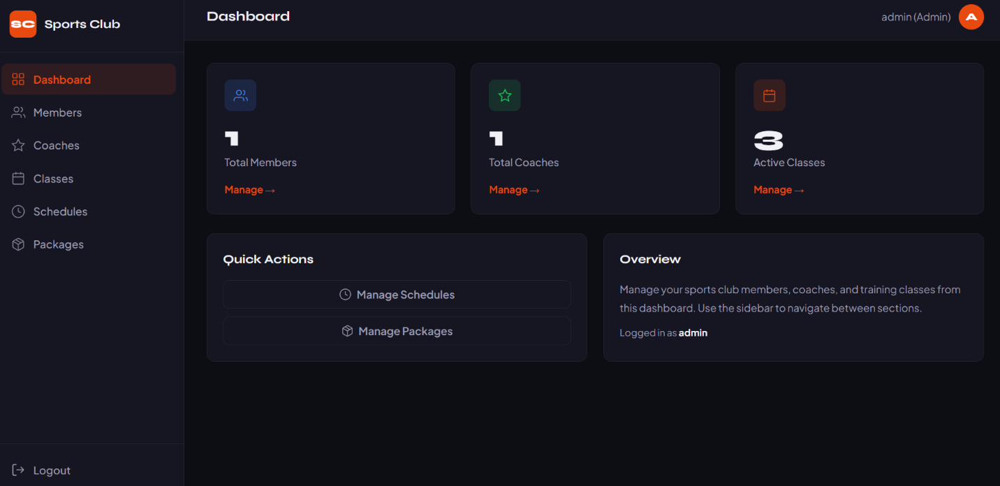 SC Sports Club
Dashboard
Members
Coaches
Classes
Schedules
Packages
Logout
Dashboard
admin (Admin) A
1
Total Members
Manage →
1
Total Coaches
Manage →
3
Active Classes
Manage →
Quick Actions
Manage Schedules
Manage Packages
Overview
Manage your sports club members, coaches, and training classes from
this dashboard. Use the sidebar to navigate between sections.
Logged in as admin